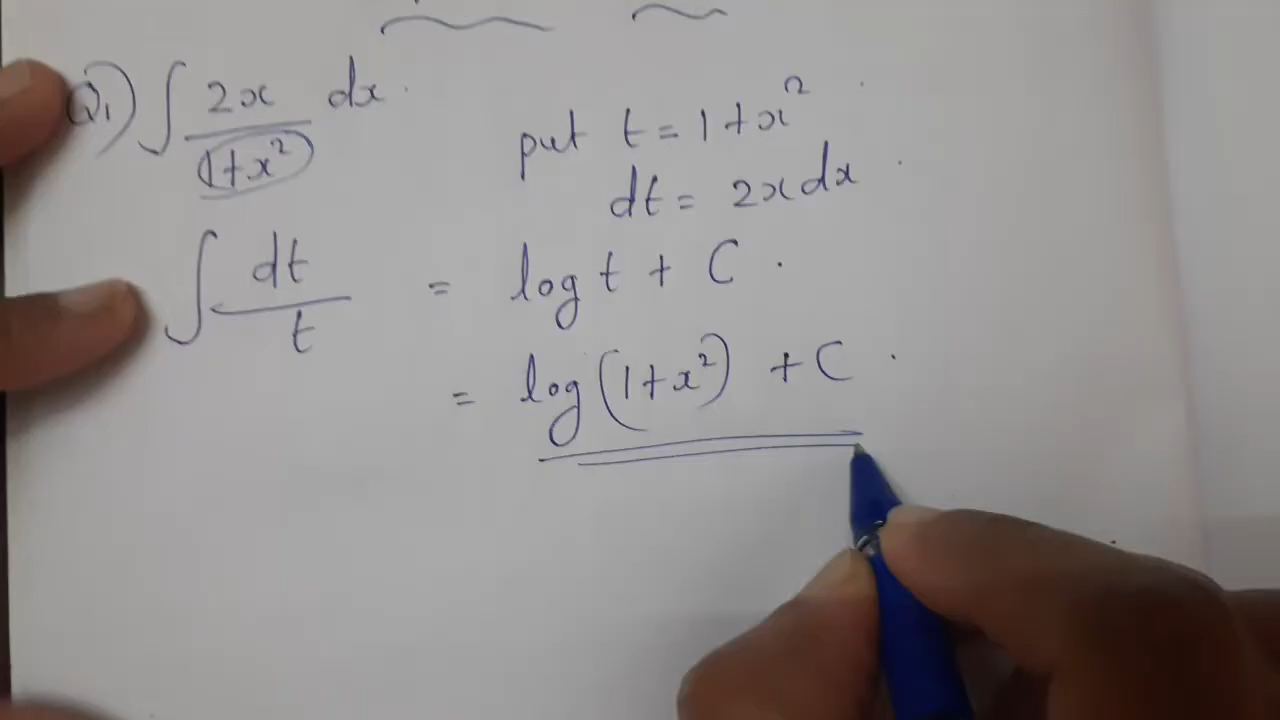 Q1) ∫ 2x/(1+x²) dx.
put t = 1+x²
dt = 2x dx
∫ dt/t = log t + C.
= log(1+x²) + C.